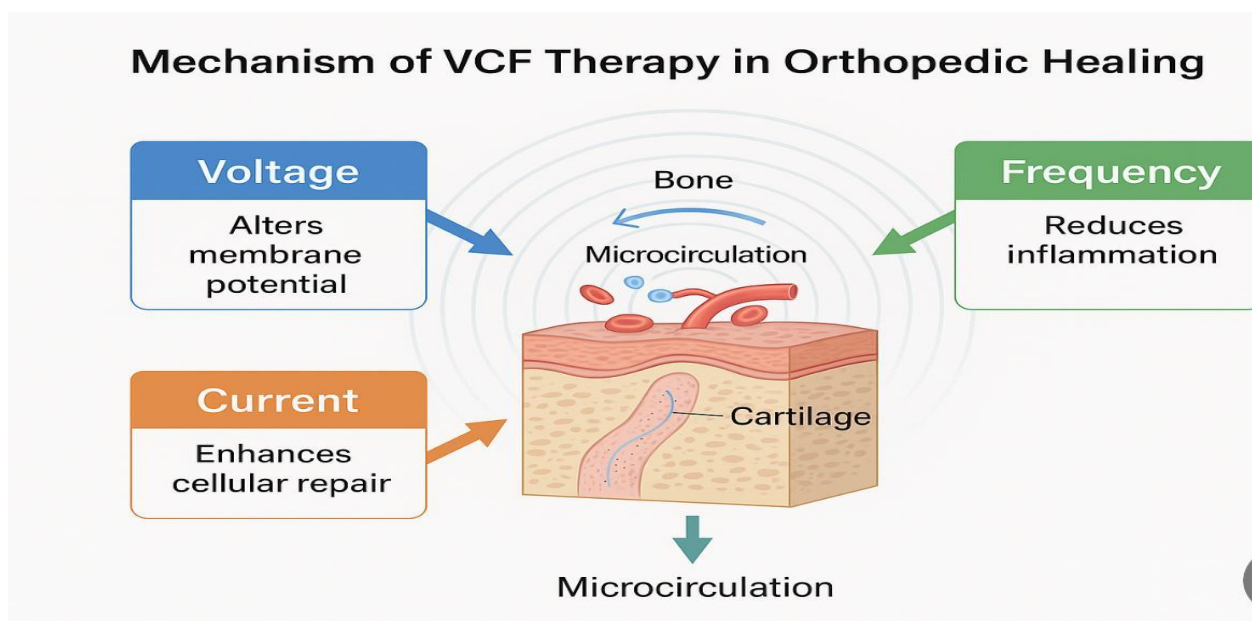 Mechanism of VCF Therapy in Orthopedic Healing
Voltage
Alters
membrane
potential
Current
Enhances
cellular repair
Bone
Microcirculation
Cartilage
Microcirculation
Frequency
Reduces
inflammation